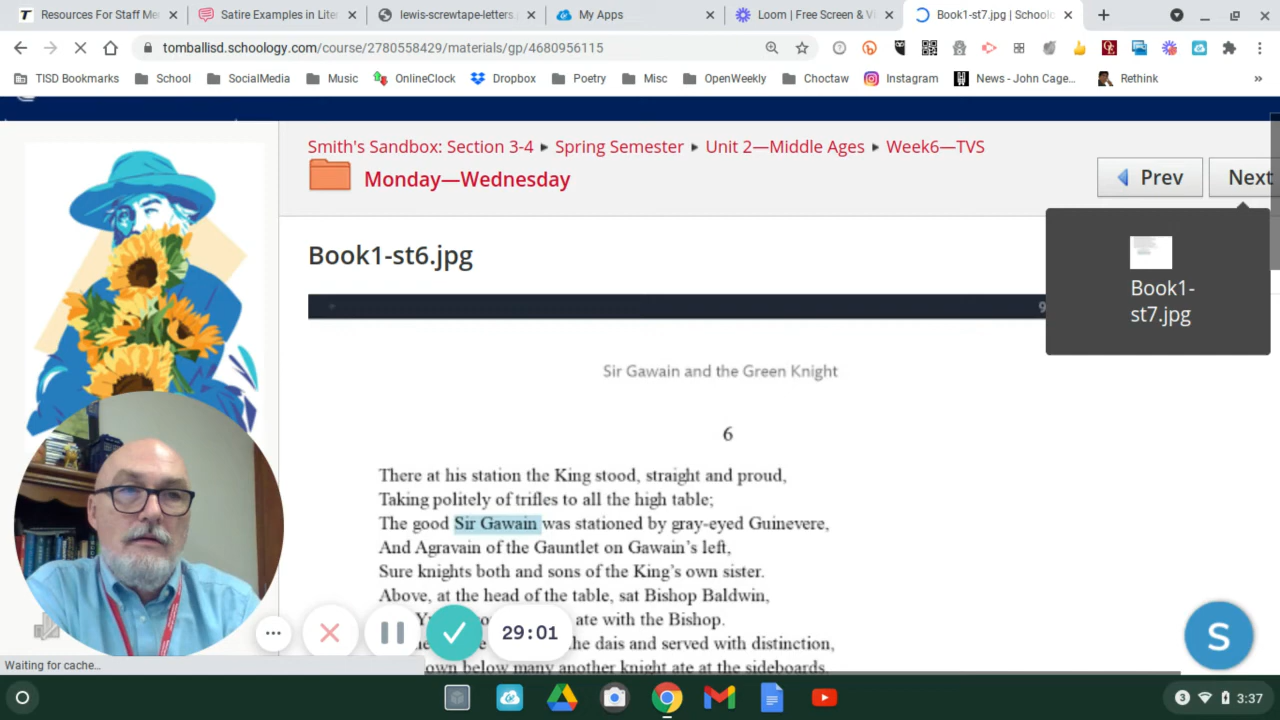 Resources For Staff Me
Satire Examples in Lite
lewis-screwtape-letters.
My Apps
Loom | Free Screen & Vi
Book1-st7.jpg | Schoolo
tomballisd.schoology.com/course/2780558429/materials/gp/4680956115
TISD Bookmarks
School
SocialMedia
Music
OnlineClock
Dropbox
Poetry
Misc
OpenWeekly
Choctaw
Instagram
News - John Cage...
Rethink
»
Smith's Sandbox: Section 3-4 ▸ Spring Semester ▸ Unit 2—Middle Ages ▸ Week6—TVS
Monday—Wednesday
Prev
Next
Book1-st6.jpg
Book1-
st7.jpg
Sir Gawain and the Green Knight
6
There at his station the King stood, straight and proud,
Taking politely of trifles to all the high table;
The good Sir Gawain was stationed by gray-eyed Guinevere,
And Agravain of the Gauntlet on Gawain's left,
Sure knights both and sons of the King's own sister.
Above, at the head of the table, sat Bishop Baldwin,
ate with the Bishop.
the dais and served with distinction,
own below many another knight ate at the sideboards.
29:01
S
Waiting for cache...
3
3:37